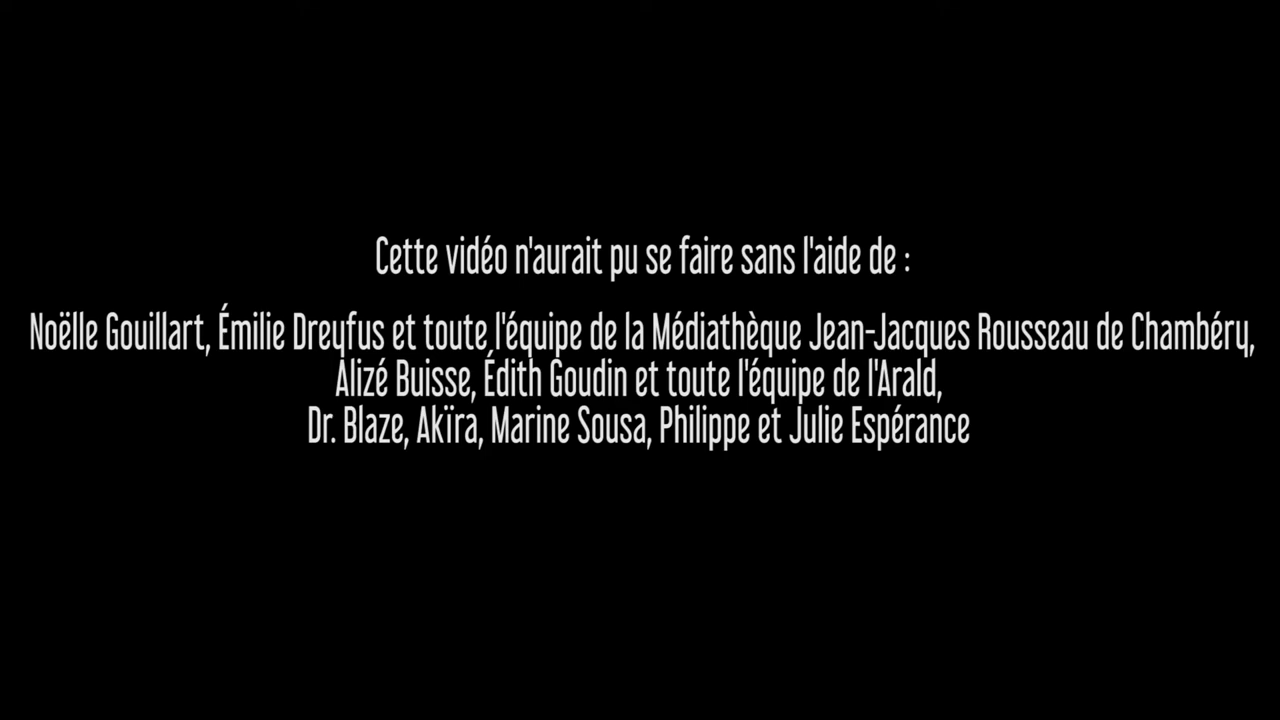 Cette vidéo n'aurait pu se faire sans l'aide de :
Noëlle Gouillart, Émilie Dreyfus et toute l'équipe de la Médiathèque Jean-Jacques Rousseau de Chambéry,
Alizé Buisse, Édith Goudin et toute l'équipe de l'Arald,
Dr. Blaze, Akïra, Marine Sousa, Philippe et Julie Espérance